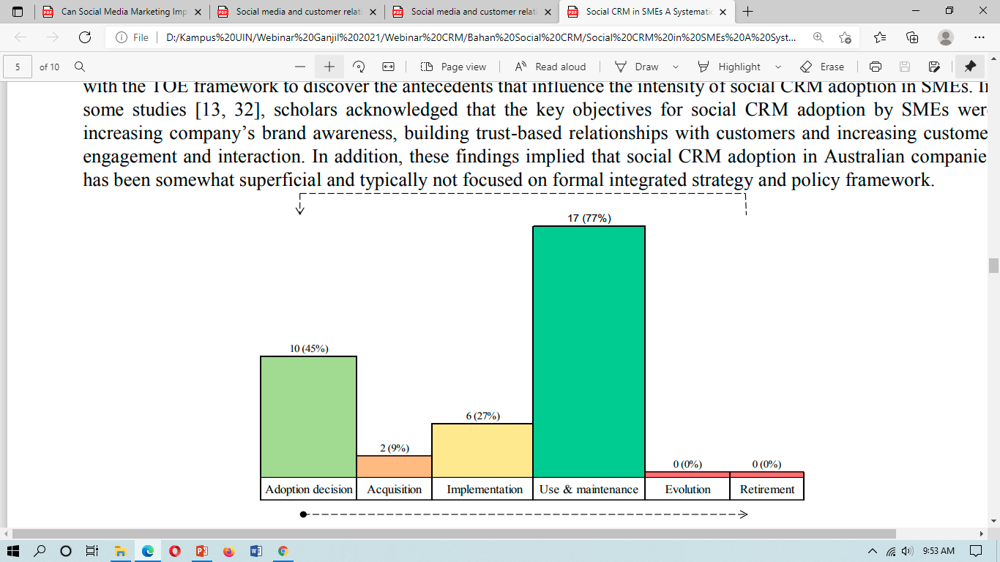 Can Social Media Marketing Imp
Social media and customer relati
Social media and customer relati
Social CRM in SMEs A Systematic
File
D:/Kampus%20UIN/Webinar%20Ganjil%202021/Webinar%20CRM/Bahan%20Social%20CRM/Social%20CRM%20in%20SMEs%20A%20Syst...
5 of 10
Page view
Read aloud
Draw
Highlight
Erase
with the TOE framework to discover the antecedents that influence the intensity of social CRM adoption in SMEs. In
some studies [13, 32], scholars acknowledged that the key objectives for social CRM adoption by SMEs wer
increasing company’s brand awareness, building trust-based relationships with customers and increasing custome
engagement and interaction. In addition, these findings implied that social CRM adoption in Australian companie
has been somewhat superficial and typically not focused on formal integrated strategy and policy framework.
17 (77%)
10 (45%)
6 (27%)
2 (9%)
0 (0%)
0 (0%)
Adoption decision
Acquisition
Implementation
Use & maintenance
Evolution
Retirement
9:53 AM